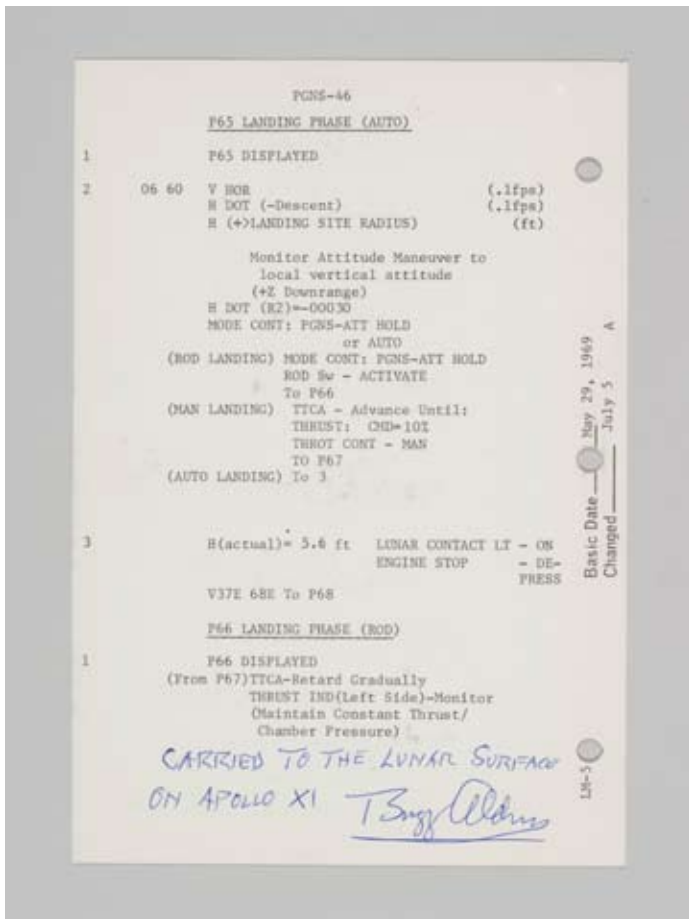 PGNS-46
P65 LANDING PHASE (AUTO)
1 P65 DISPLAYED
2 06 60 V HOR (.1fps)
H DOT (-Descent) (.1fps)
H (+>LANDING SITE RADIUS) (ft)
Monitor Attitude Maneuver to
local vertical attitude
(+Z Downrange)
H DOT (R2)=-00030
MODE CONT: PGNS-ATT HOLD
or AUTO
(ROD LANDING) MODE CONT: PGNS-ATT HOLD
ROD Sw - ACTIVATE
To P66
(MAN LANDING) TTCA - Advance Until:
THRUST: CMD=10%
THROT CONT - MAN
TO P67
(AUTO LANDING) To 3
3 H(actual)= 5.6 ft LUNAR CONTACT LT - ON
ENGINE STOP - DE-
PRESS
V37E 68E To P68
P66 LANDING PHASE (ROD)
1 P66 DISPLAYED
(From P67)TTCA-Retard Gradually
THRUST IND(Left Side)-Monitor
(Maintain Constant Thrust/
Chamber Pressure)
CARRIED TO THE LUNAR SURFACE
ON APOLLO XI Buzz Aldrin
Basic Date May 29, 1969
Changed July 5 A
LM-5